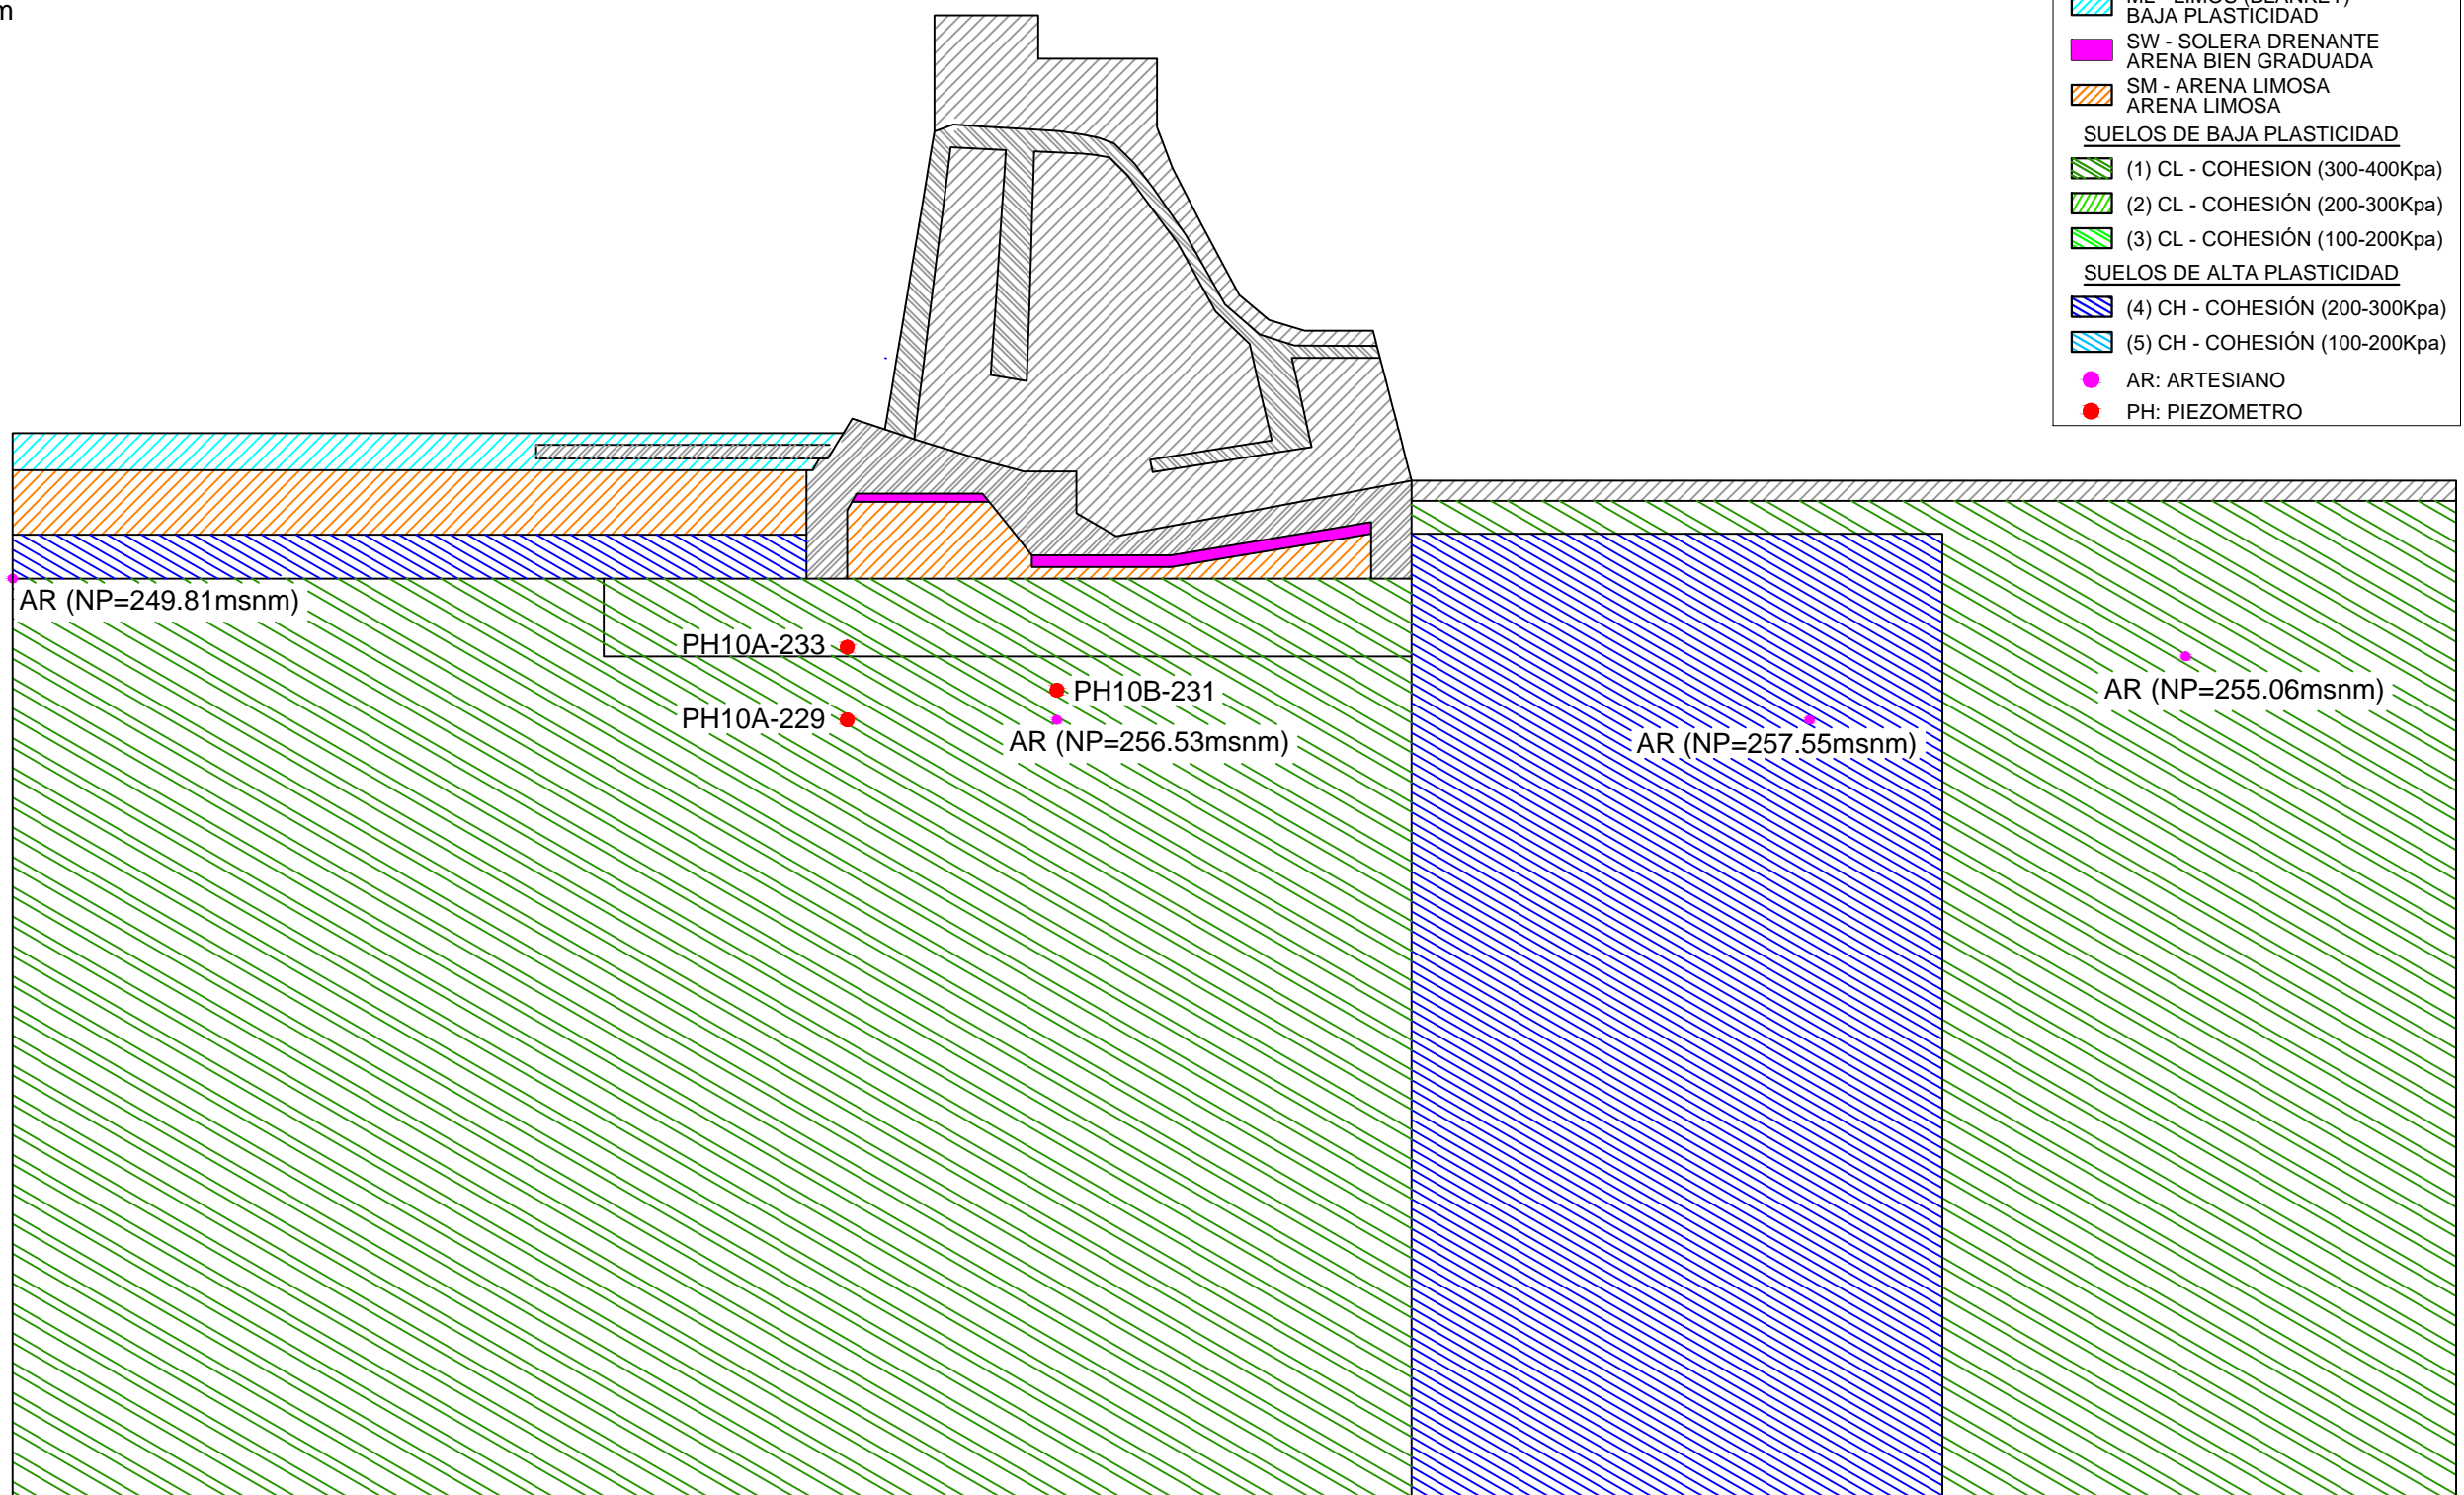 m
BAJA PLASTICIDAD
SW - SOLERA DRENANTE
ARENA BIEN GRADUADA
SM - ARENA LIMOSA
ARENA LIMOSA
SUELOS DE BAJA PLASTICIDAD
(1) CL - COHESION (300-400Kpa)
(2) CL - COHESIÓN (200-300Kpa)
(3) CL - COHESIÓN (100-200Kpa)
SUELOS DE ALTA PLASTICIDAD
(4) CH - COHESIÓN (200-300Kpa)
(5) CH - COHESIÓN (100-200Kpa)
AR: ARTESIANO
PH: PIEZOMETRO
AR (NP=249.81msnm)
PH10A-233
PH10B-231
PH10A-229
AR (NP=256.53msnm)
AR (NP=257.55msnm)
AR (NP=255.06msnm)